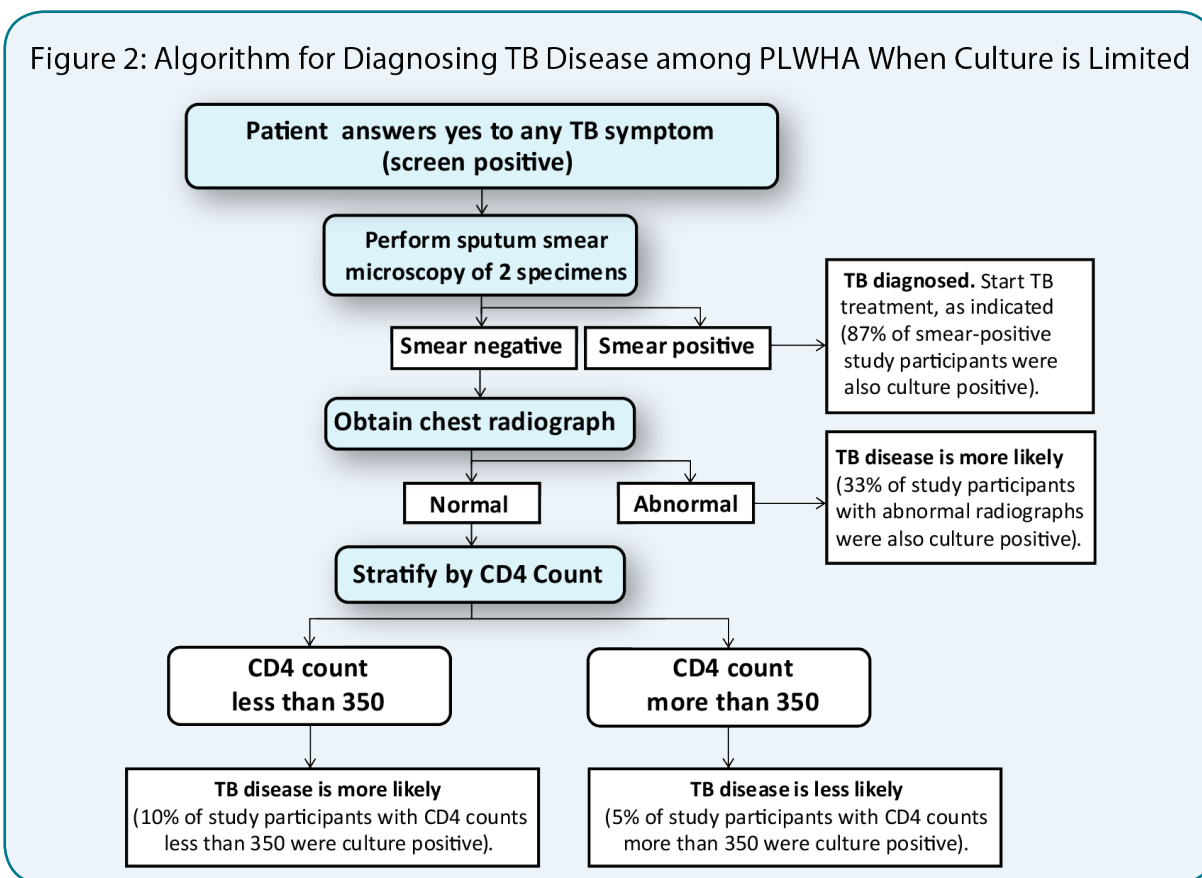 Figure 2: Algorithm for Diagnosing TB Disease among PLWHA When Culture is Limited
Patient answers yes to any TB symptom
(screen positive)
Perform sputum smear
microscopy of 2 specimens
Smear negative
Smear positive
TB diagnosed. Start TB
treatment, as indicated
(87% of smear-positive
study participants were
also culture positive).
Obtain chest radiograph
Normal
Abnormal
TB disease is more likely
(33% of study participants
with abnormal radiographs
were also culture positive).
Stratify by CD4 Count
CD4 count
less than 350
CD4 count
more than 350
TB disease is more likely
(10% of study participants with CD4 counts
less than 350 were culture positive).
TB disease is less likely
(5% of study participants with CD4 counts
more than 350 were culture positive).